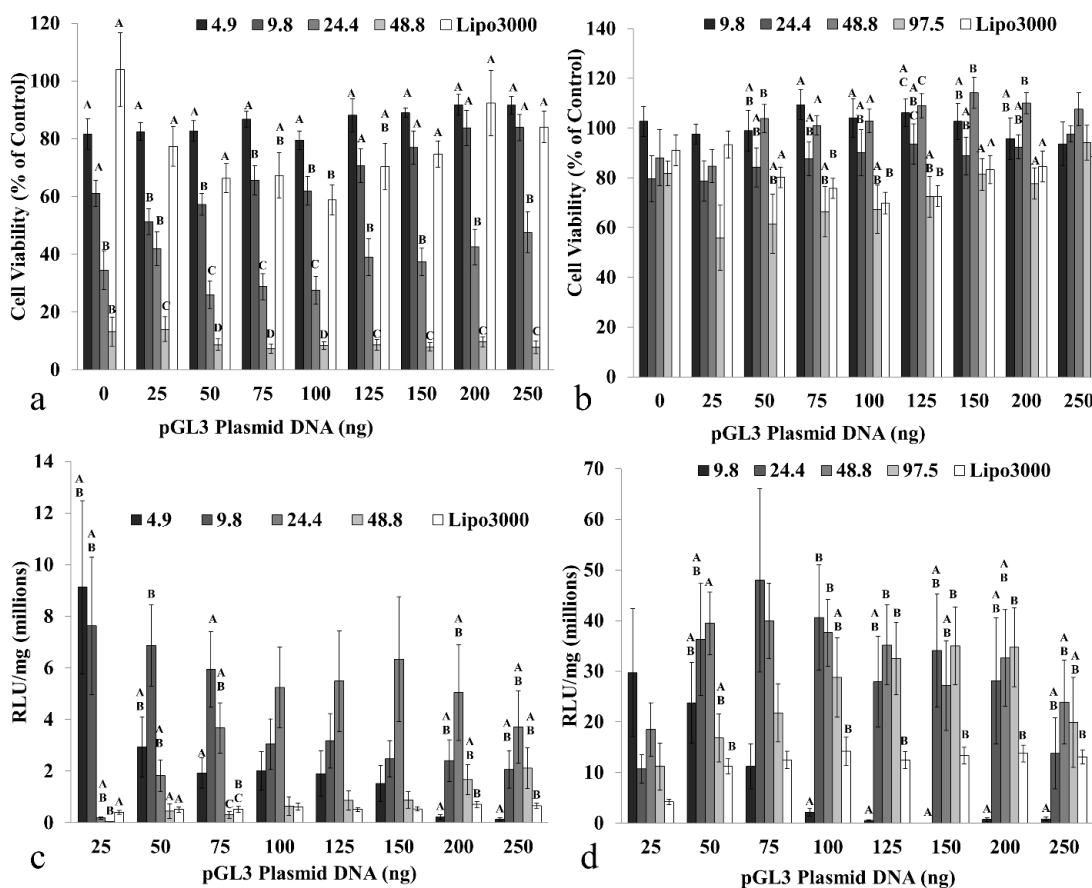 4.9 9.8 24.4 48.8 Lipo3000
Cell Viability (% of Control)
120
100
80
60
40
20
0
A A B B A
A B B C A
A B C D B
A B C D A B
A B C D B
A A B C A B
A A B C A
A A B C A
A A B C A
0 25 50 75 100 125 150 200 250
a
pGL3 Plasmid DNA (ng)
9.8 24.4 48.8 97.5 Lipo3000
Cell Viability (% of Control)
140
120
100
80
60
40
20
0
A B A B B A B A
A A B A A B B
A A B A A B B
A C A B C C A B B
A B A B B A A
A B A B B A A
0 25 50 75 100 125 150 200 250
b
pGL3 Plasmid DNA (ng)
4.9 9.8 24.4 48.8 Lipo3000
RLU/mg (millions)
14
12
10
8
6
4
2
0
A B A B A B B A
A B B A B A A
A A A B C B C
A A B A B A B B
A A B A B A B B
25 50 75 100 125 150 200 250
c
pGL3 Plasmid DNA (ng)
9.8 24.4 48.8 97.5 Lipo3000
RLU/mg (millions)
70
60
50
40
30
20
10
0
A B A B A A B B
A B B A B B
A A B B B B
A A B A B B B
A A B A B B B
A A B A B A B B
25 50 75 100 125 150 200 250
d
pGL3 Plasmid DNA (ng)